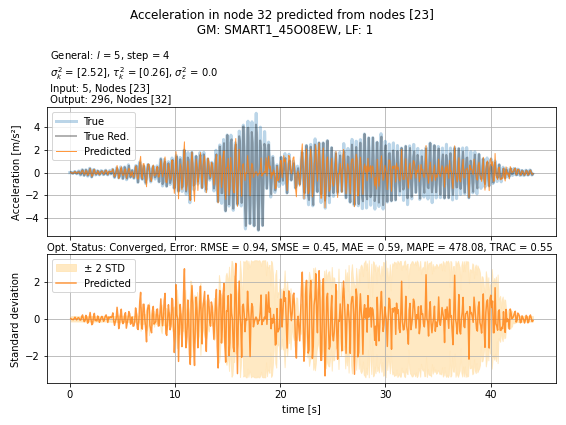 Acceleration in node 32 predicted from nodes [23]
GM: SMART1_45O08EW, LF: 1
General: l = 5, step = 4
σ²ₖ = [2.52], τ²ₖ = [0.26], σ²ε = 0.0
Input: 5, Nodes [23]
Output: 296, Nodes [32]
True
True Red.
Predicted
Acceleration [m/s²]
4
2
0
−2
−4
Opt. Status: Converged, Error: RMSE = 0.94, SMSE = 0.45, MAE = 0.59, MAPE = 478.08, TRAC = 0.55
± 2 STD
Predicted
Standard deviation
2
0
−2
0 10 20 30 40
time [s]